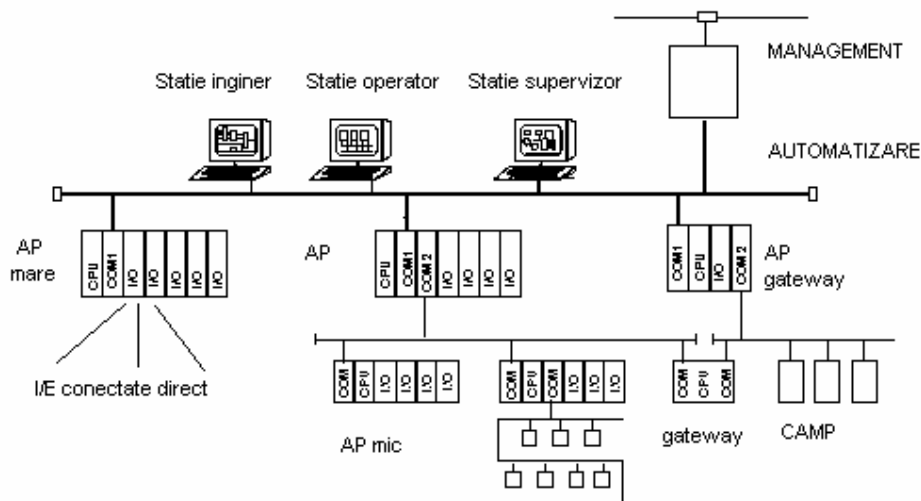 MANAGEMENT
Statie inginer
Statie operator
Statie supervizor
AUTOMATIZARE
AP
mare
CPU
COM1
I/O
I/O
I/O
I/O
I/O
AP
CPU
COM1
COM 2
I/O
I/O
I/O
I/O
COM1
CPU
I/O
COM 2
AP
gateway
I/E conectate direct
COM
CPU
I/O
I/O
I/O
I/O
COM
CPU
COM
I/O
I/O
I/O
COM
CPU
COM
AP mic
gateway
CAMP